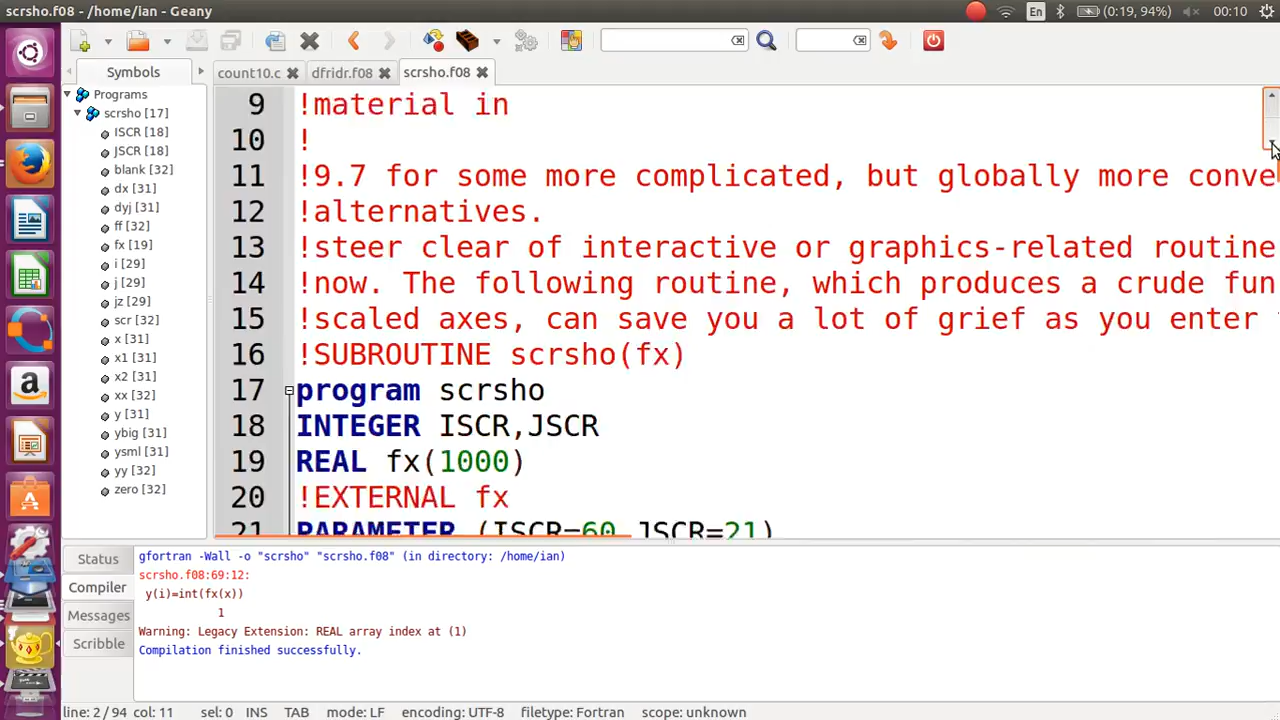 scrsho.f08 - /home/ian - Geany
En
(0:19, 94%)
00:10
Symbols
count10.c
dfridr.f08
scrsho.f08
Programs
scrsho [17]
ISCR [18]
JSCR [18]
blank [32]
dx [31]
dyj [31]
ff [32]
fx [19]
i [29]
j [29]
jz [29]
scr [32]
x [31]
x1 [31]
x2 [31]
xx [32]
y [31]
ybig [31]
ysml [31]
yy [32]
zero [32]
9 !material in
10 !
11 !9.7 for some more complicated, but globally more conve
12 !alternatives.
13 !steer clear of interactive or graphics-related routine
14 !now. The following routine, which produces a crude fun
15 !scaled axes, can save you a lot of grief as you enter
16 !SUBROUTINE scrsho(fx)
17 program scrsho
18 INTEGER ISCR,JSCR
19 REAL fx(1000)
20 !EXTERNAL fx
21 PARAMETER (ISCR=60,JSCR=21)
Status
Compiler
Messages
Scribble
gfortran -Wall -o "scrsho" "scrsho.f08" (in directory: /home/ian)
scrsho.f08:69:12:
y(i)=int(fx(x))
1
Warning: Legacy Extension: REAL array index at (1)
Compilation finished successfully.
line: 2 / 94 col: 11 sel: 0 INS TAB mode: LF encoding: UTF-8 filetype: Fortran scope: unknown